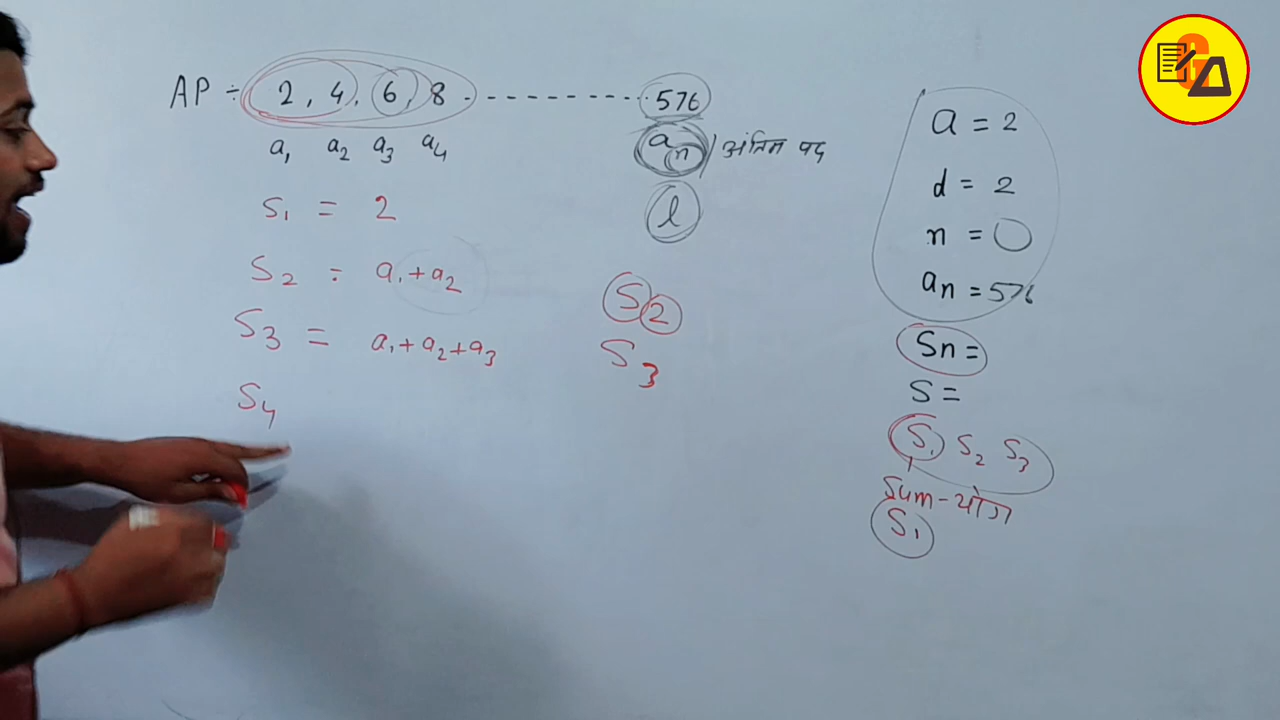 AP ÷ 2, 4, 6, 8 - - - - - - - - - 576
a₁ a₂ a₃ a₄ aₙ / अंतिम पद
S₁ = 2
l
S₂ = a₁+a₂
S₃ = a₁+a₂+a₃
S₄
S₂
S₃
a = 2
d = 2
n =
aₙ = 576
Sn =
S =
S₁ S₂ S₃
Sum - योग
S₁